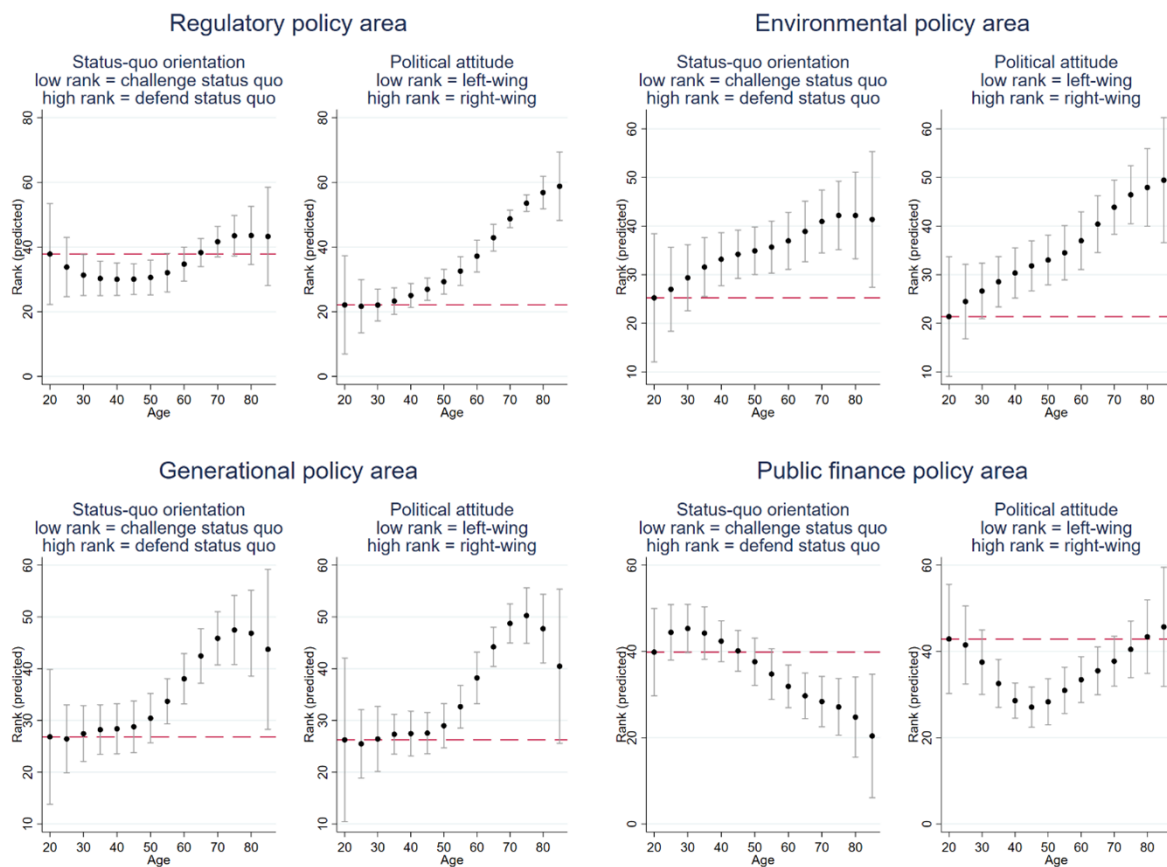 Regulatory policy area
Status-quo orientation
low rank = challenge status quo
high rank = defend status quo
Rank (predicted)
80
60
40
20
0
20 30 40 50 60 70 80
Age
Political attitude
low rank = left-wing
high rank = right-wing
Rank (predicted)
80
60
40
20
0
20 30 40 50 60 70 80
Age
Environmental policy area
Status-quo orientation
low rank = challenge status quo
high rank = defend status quo
Rank (predicted)
60
50
40
30
20
10
20 30 40 50 60 70 80
Age
Political attitude
low rank = left-wing
high rank = right-wing
Rank (predicted)
60
50
40
30
20
10
20 30 40 50 60 70 80
Age
Generational policy area
Status-quo orientation
low rank = challenge status quo
high rank = defend status quo
Rank (predicted)
60
50
40
30
20
10
20 30 40 50 60 70 80
Age
Political attitude
low rank = left-wing
high rank = right-wing
Rank (predicted)
60
50
40
30
20
10
20 30 40 50 60 70 80
Age
Public finance policy area
Status-quo orientation
low rank = challenge status quo
high rank = defend status quo
Rank (predicted)
60
40
20
0
20 30 40 50 60 70 80
Age
Political attitude
low rank = left-wing
high rank = right-wing
Rank (predicted)
60
40
20
0
20 30 40 50 60 70 80
Age